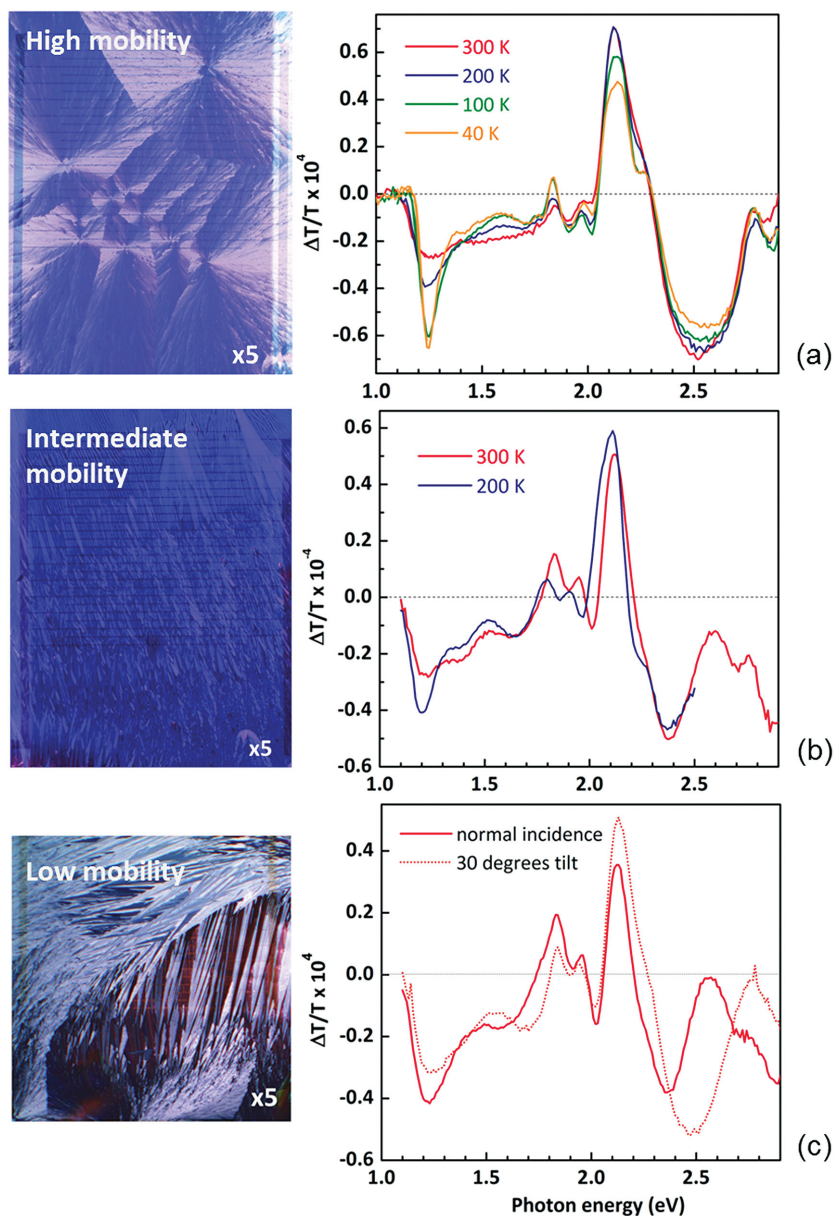 High mobility
x5
0.6
0.4
0.2
0.0
-0.2
-0.4
-0.6
ΔT/T x 10⁴
300 K
200 K
100 K
40 K
1.0 1.5 2.0 2.5
(a)
Intermediate
mobility
x5
0.6
0.4
0.2
0.0
-0.2
-0.4
-0.6
ΔT/T x 10⁻⁴
300 K
200 K
1.0 1.5 2.0 2.5
(b)
Low mobility
x5
0.4
0.2
0.0
-0.2
-0.4
-0.6
ΔT/T x 10⁴
normal incidence
30 degrees tilt
1.0 1.5 2.0 2.5
Photon energy (eV)
(c)